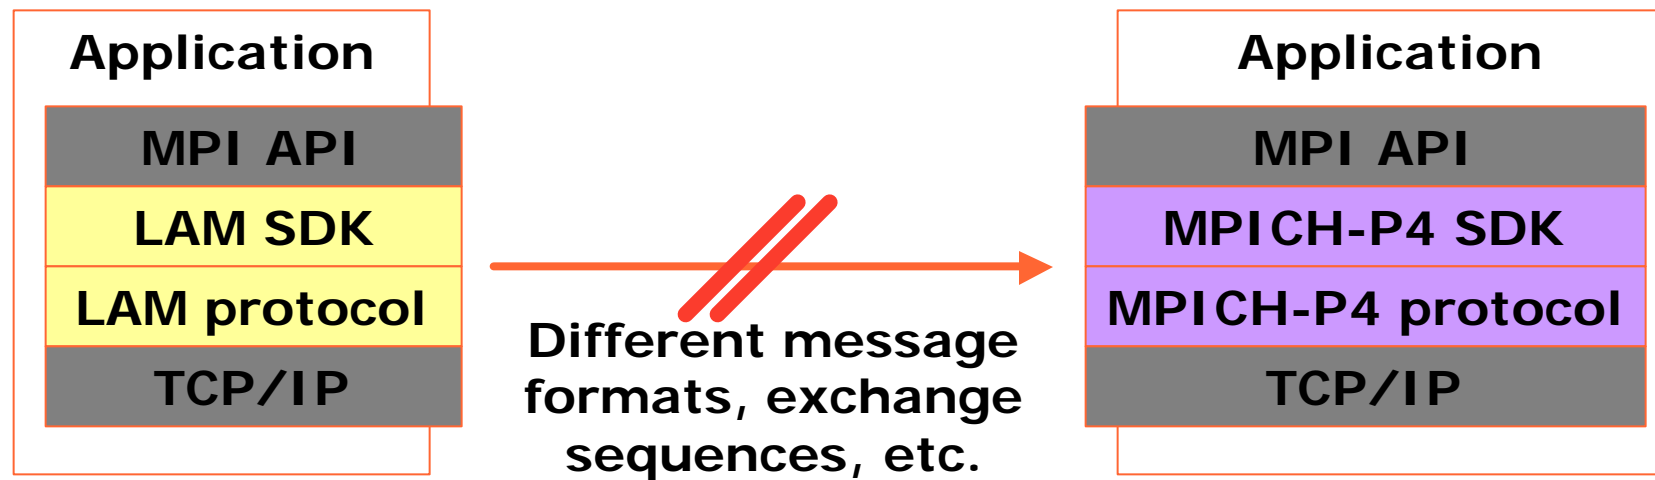 Application
MPI API
LAM SDK
LAM protocol
TCP/IP
Different message
formats, exchange
sequences, etc.
Application
MPI API
MPICH-P4 SDK
MPICH-P4 protocol
TCP/IP